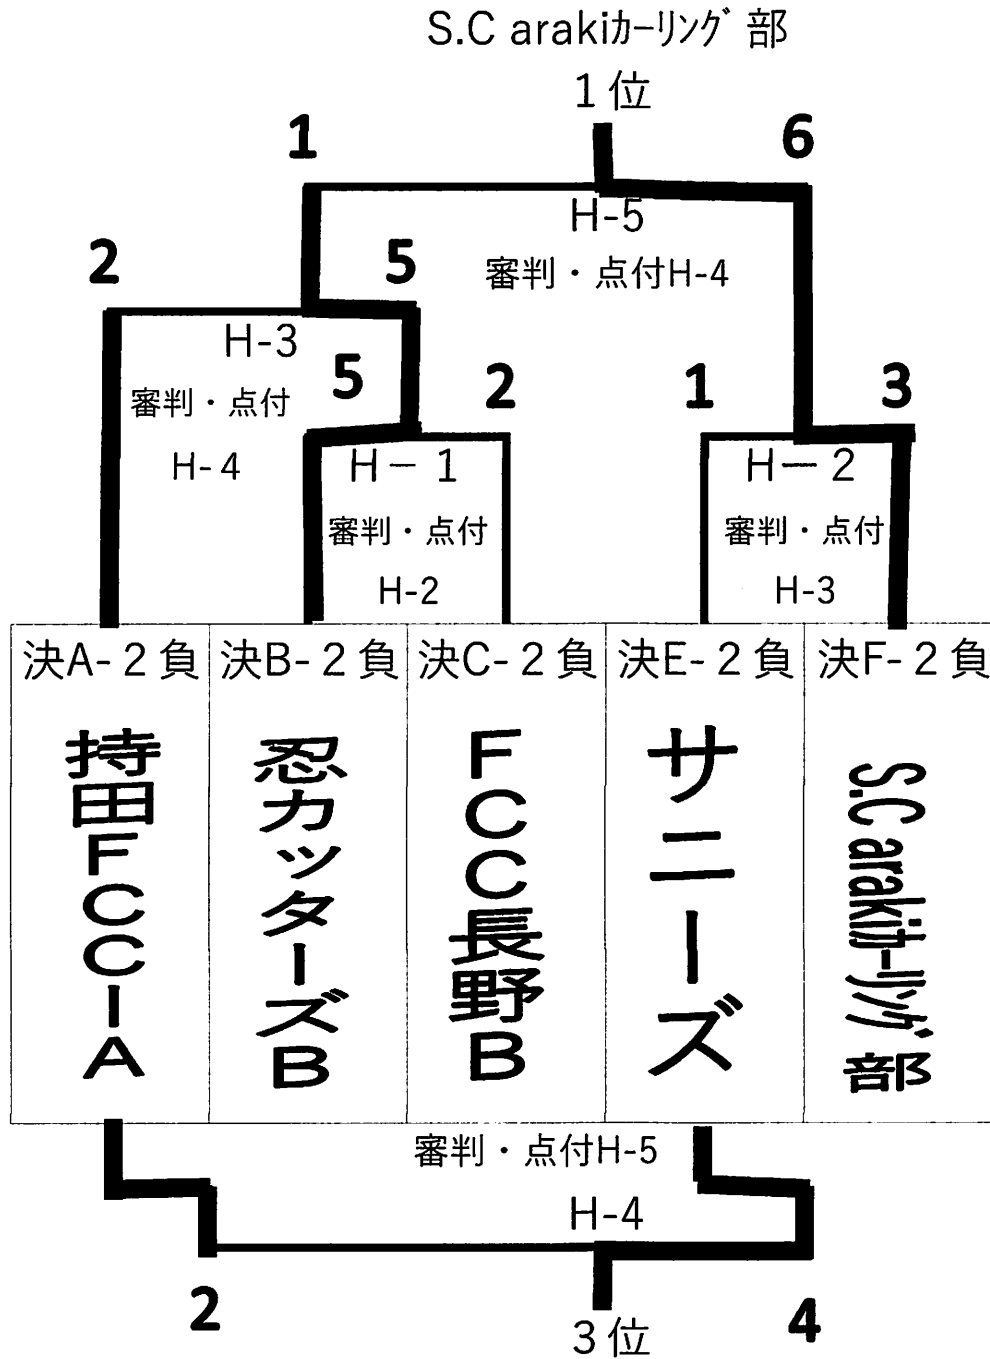 S.C arakiｶｰﾘﾝｸﾞ部
1位
1
6
H-5
審判・点付H-4
2
5
H-3
審判・点付
H-4
5
2
H－1
審判・点付
H-2
1
3
H－2
審判・点付
H-3
決A-２負
決B-２負
決C-２負
決E-２負
決F-２負
持田FCCIA
忍カッターズB
FCC長野B
サニーズ
S.C arakiｶｰﾘﾝｸﾞ部
審判・点付H-5
H-4
2
4
3位